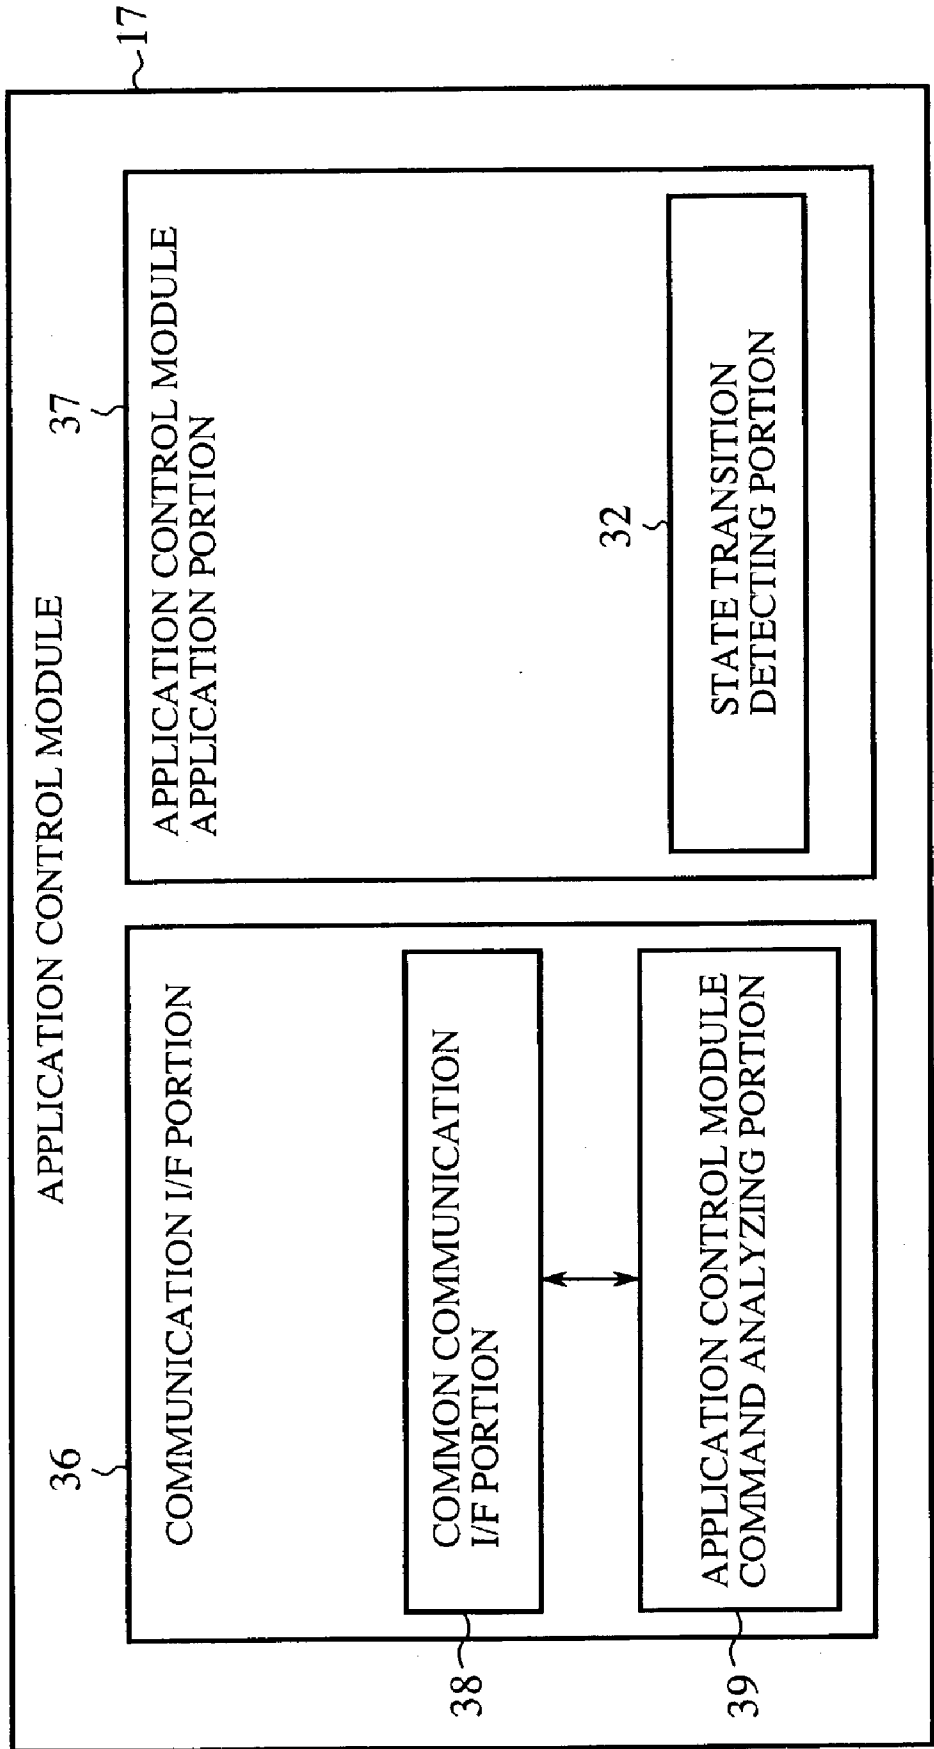 APPLICATION CONTROL MODULE
17
36
COMMUNICATION I/F PORTION
COMMON COMMUNICATION
I/F PORTION
38
APPLICATION CONTROL MODULE
COMMAND ANALYZING PORTION
39
37
APPLICATION CONTROL MODULE
APPLICATION PORTION
32
STATE TRANSITION
DETECTING PORTION